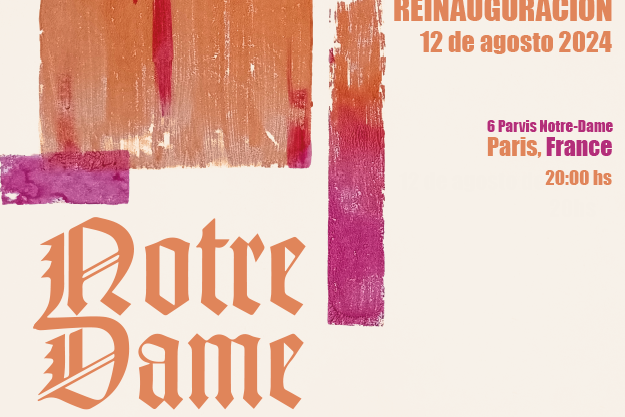 REINAUGURACIÓN
12 de agosto 2024
6 Parvis Notre-Dame
Paris, France
20:00 hs
Notre
Dame